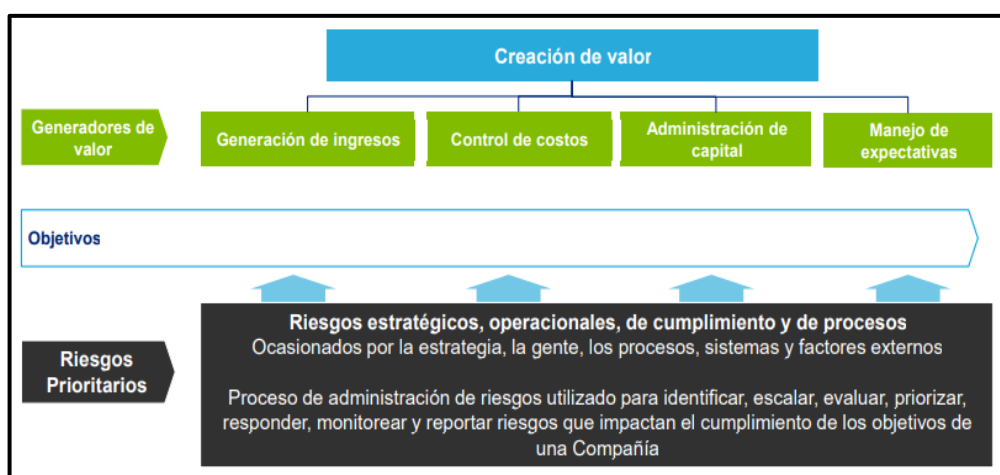 Creación de valor
Generadores de
valor
Generación de ingresos
Control de costos
Administración de
capital
Manejo de
expectativas
Objetivos
Riesgos
Prioritarios
Riesgos estratégicos, operacionales, de cumplimiento y de procesos
Ocasionados por la estrategia, la gente, los procesos, sistemas y factores externos
Proceso de administración de riesgos utilizado para identificar, escalar, evaluar, priorizar,
responder, monitorear y reportar riesgos que impactan el cumplimiento de los objetivos de
una Compañía